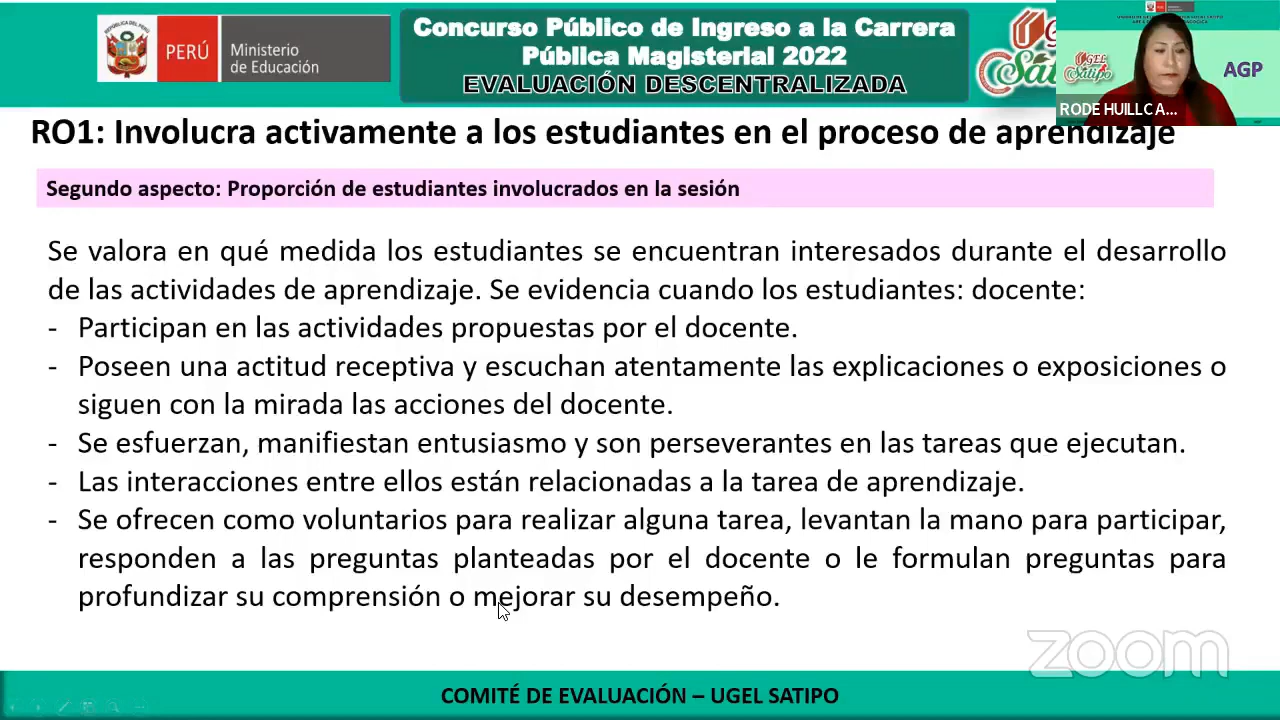 REPÚBLICA DEL PERÚ
PERÚ
Ministerio
de Educación
Concurso Público de Ingreso a la Carrera
Pública Magisterial 2022
EVALUACIÓN DESCENTRALIZADA
UGEL
Satipo
AGP
RODE HUILLC A...
RO1: Involucra activamente a los estudiantes en el proceso de aprendizaje
Segundo aspecto: Proporción de estudiantes involucrados en la sesión
Se valora en qué medida los estudiantes se encuentran interesados durante el desarrollo
de las actividades de aprendizaje. Se evidencia cuando los estudiantes: docente:
- Participan en las actividades propuestas por el docente.
- Poseen una actitud receptiva y escuchan atentamente las explicaciones o exposiciones o
siguen con la mirada las acciones del docente.
- Se esfuerzan, manifiestan entusiasmo y son perseverantes en las tareas que ejecutan.
- Las interacciones entre ellos están relacionadas a la tarea de aprendizaje.
- Se ofrecen como voluntarios para realizar alguna tarea, levantan la mano para participar,
responden a las preguntas planteadas por el docente o le formulan preguntas para
profundizar su comprensión o mejorar su desempeño.
zoom
COMITÉ DE EVALUACIÓN – UGEL SATIPO